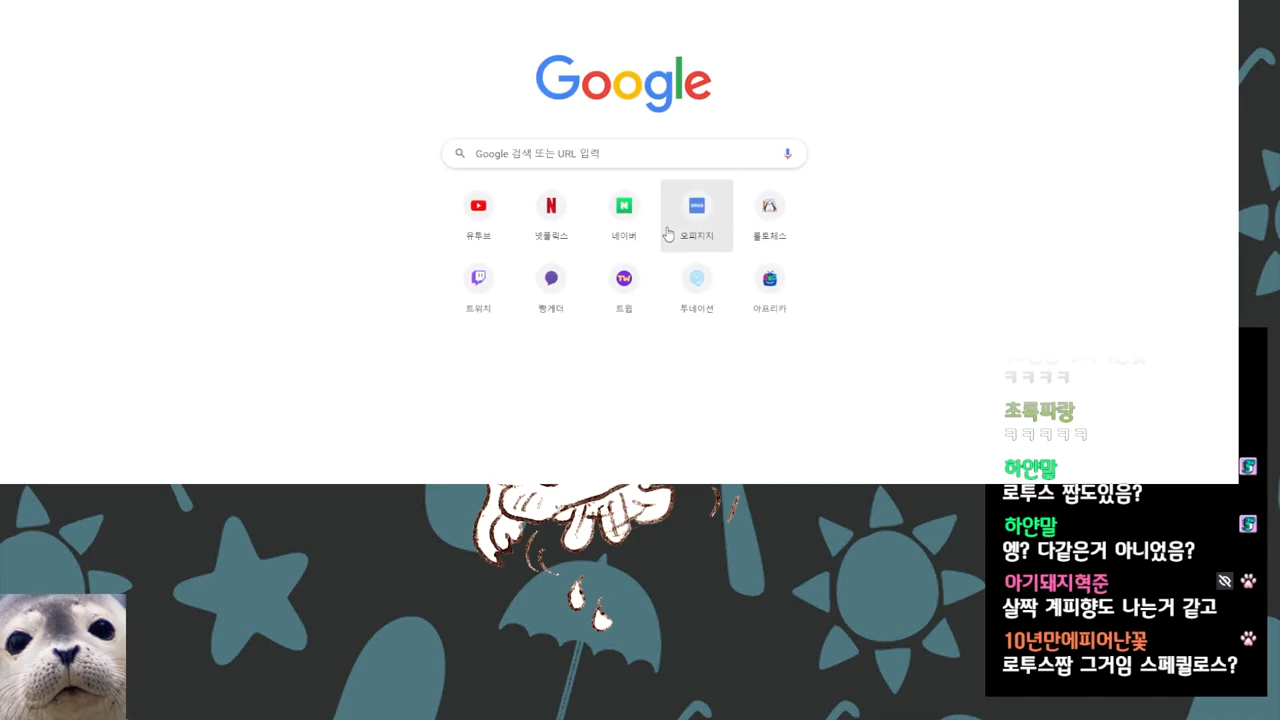 Google
Google 검색 또는 URL 입력
유투브
넷플릭스
네이버
오피지지
롤토체스
트위치
빵게더
트윕
투네이션
아프리카
ㅋㅋㅋㅋ
초록파랑
ㅋㅋㅋㅋㅋ
하얀말
로투스 짭도있음?
하얀말
엥? 다같은거 아니었음?
아기돼지혁준
살짝 계피향도 나는거 같고
10년만에피어난꽃
로투스짭 그거임 스페퀼로스?